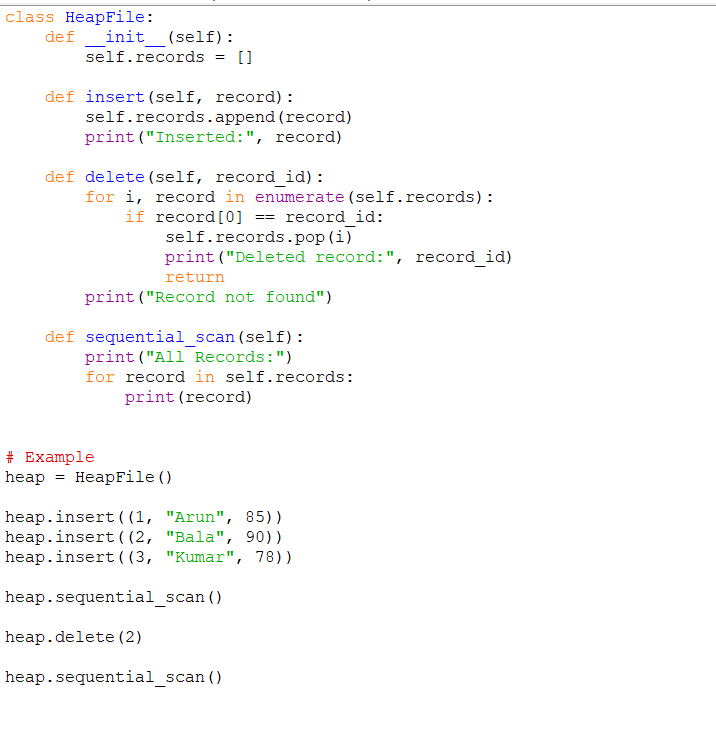 class HeapFile:
    def __init__(self):
        self.records = []

    def insert(self, record):
        self.records.append(record)
        print("Inserted:", record)

    def delete(self, record_id):
        for i, record in enumerate(self.records):
            if record[0] == record_id:
                self.records.pop(i)
                print("Deleted record:", record_id)
                return
        print("Record not found")

    def sequential_scan(self):
        print("All Records:")
        for record in self.records:
            print(record)


# Example
heap = HeapFile()

heap.insert((1, "Arun", 85))
heap.insert((2, "Bala", 90))
heap.insert((3, "Kumar", 78))

heap.sequential_scan()

heap.delete(2)

heap.sequential_scan()